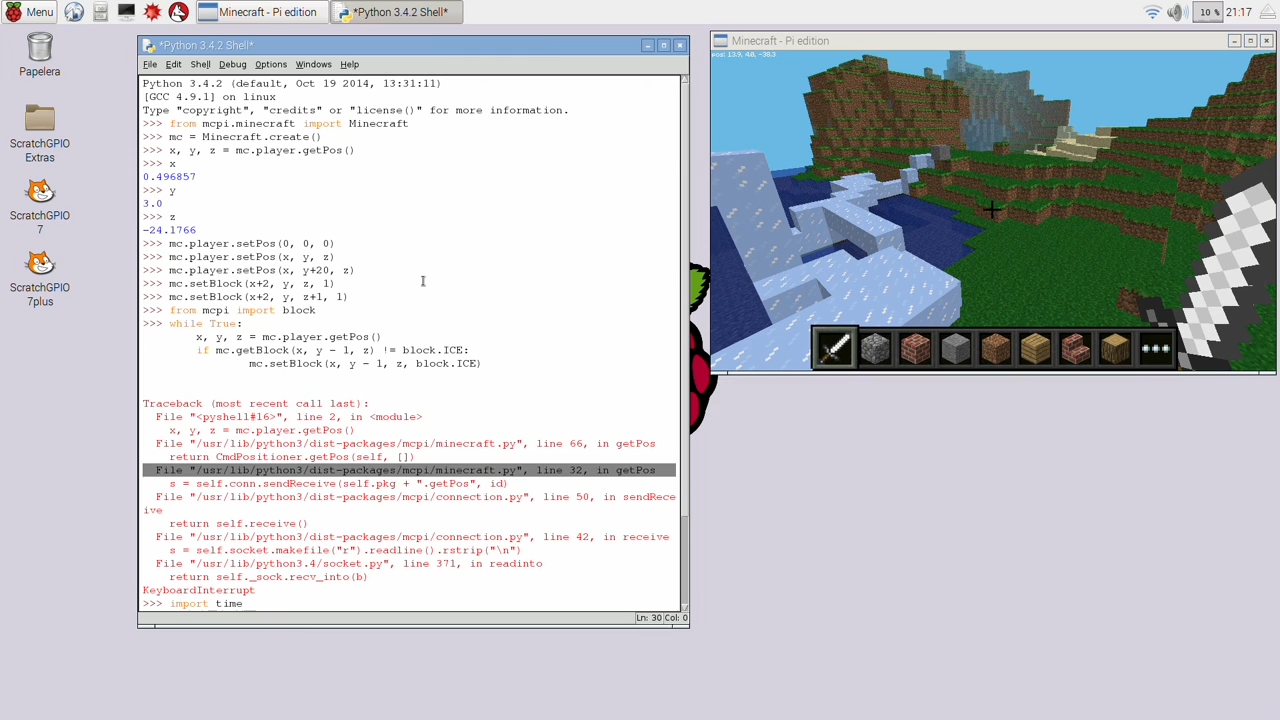 Menu
Minecraft - Pi edition
*Python 3.4.2 Shell*
10 %
21:17
Papelera
ScratchGPIO
Extras
ScratchGPIO
7
ScratchGPIO
7plus
*Python 3.4.2 Shell*
File Edit Shell Debug Options Windows Help
Python 3.4.2 (default, Oct 19 2014, 13:31:11)
[GCC 4.9.1] on linux
Type "copyright", "credits" or "license()" for more information.
>>> from mcpi.minecraft import Minecraft
>>> mc = Minecraft.create()
>>> x, y, z = mc.player.getPos()
>>> x
0.496857
>>> y
3.0
>>> z
-24.1766
>>> mc.player.setPos(0, 0, 0)
>>> mc.player.setPos(x, y, z)
>>> mc.player.setPos(x, y+20, z)
>>> mc.setBlock(x+2, y, z, 1)
>>> mc.setBlock(x+2, y, z+1, 1)
>>> from mcpi import block
>>> while True:
x, y, z = mc.player.getPos()
if mc.getBlock(x, y - 1, z) != block.ICE:
mc.setBlock(x, y - 1, z, block.ICE)
Traceback (most recent call last):
File "<pyshell#16>", line 2, in <module>
x, y, z = mc.player.getPos()
File "/usr/lib/python3/dist-packages/mcpi/minecraft.py", line 66, in getPos
return CmdPositioner.getPos(self, [])
File "/usr/lib/python3/dist-packages/mcpi/minecraft.py", line 32, in getPos
s = self.conn.sendReceive(self.pkg + ".getPos", id)
File "/usr/lib/python3/dist-packages/mcpi/connection.py", line 50, in sendRece
ive
return self.receive()
File "/usr/lib/python3/dist-packages/mcpi/connection.py", line 42, in receive
s = self.socket.makefile("r").readline().rstrip("\n")
File "/usr/lib/python3.4/socket.py", line 371, in readinto
return self._sock.recv_into(b)
KeyboardInterrupt
>>> import time
Ln: 30 Col: 0
Minecraft - Pi edition
pos: 13.9, 4.8, -38.3